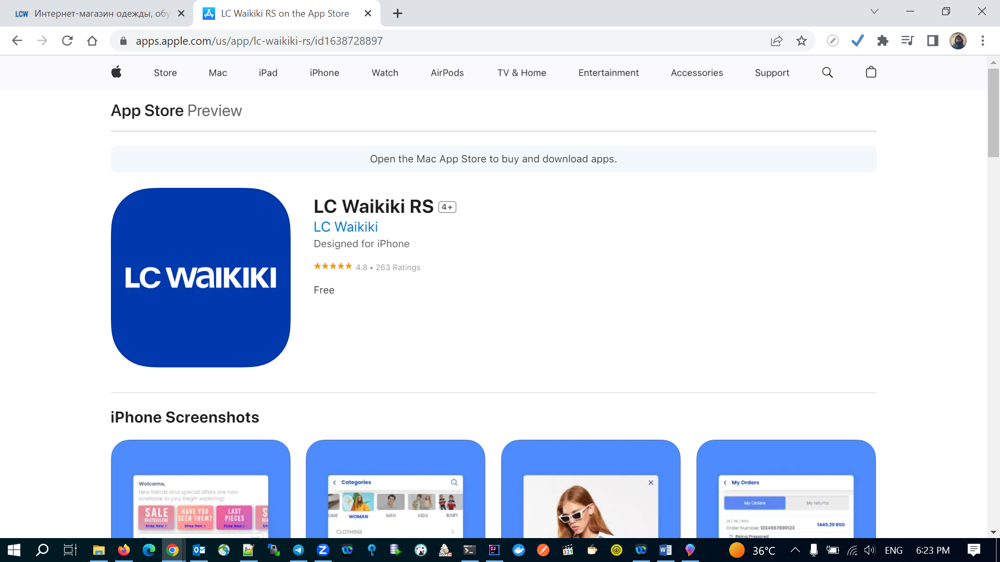 LCW Интернет-магазин одежды, обу
LC Waikiki RS on the App Store
apps.apple.com/us/app/lc-waikiki-rs/id1638728897
Store Mac iPad iPhone Watch AirPods TV & Home Entertainment Accessories Support
App Store Preview
Open the Mac App Store to buy and download apps.
LC WAIKIKI
LC Waikiki RS 4+
LC Waikiki
Designed for iPhone
4.8 • 263 Ratings
Free
iPhone Screenshots
Welcome,
New trends and special offers are now
available to you; begin exploring!
SALE
BESTSELLERS
Shop Now
HAVE YOU
SEEN THEM?
Shop Now
LAST
PIECES
Shop Now
Categories
OME WOMAN MEN KIDS BABY
CLOTHING
My Orders
My Orders My returns
28 / 08 / 2022
Order Number: 1234567890123
1449,20 RSD
Being Prepared
36°C ENG 6:23 PM